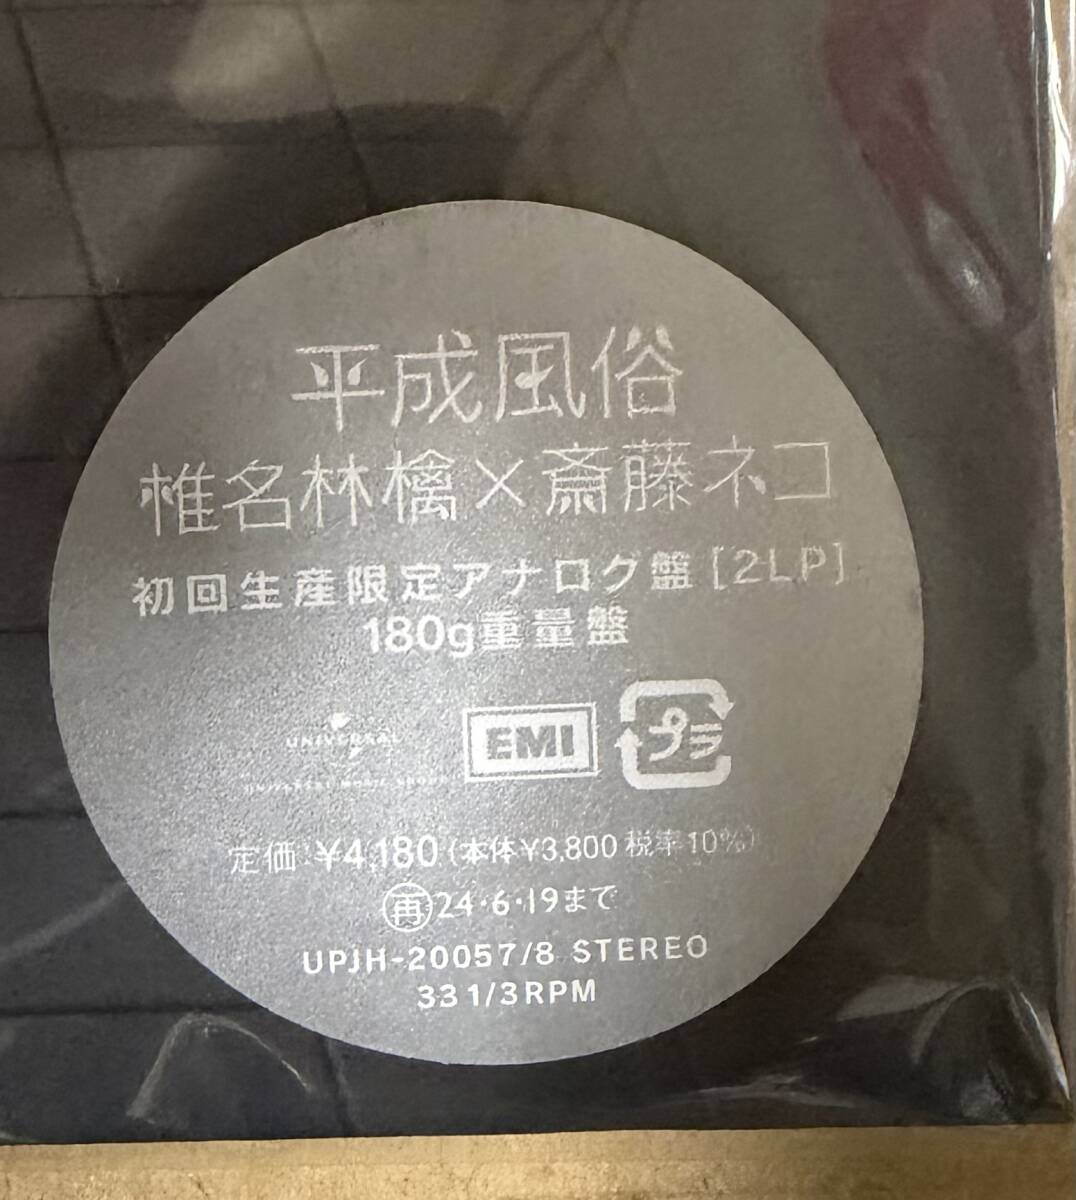 平成風俗
椎名林檎×斎藤ネコ
初回生産限定アナログ盤[2LP]
180g重量盤
UNIVERSAL
EMI
プラ
定価:¥4,180(本体¥3,800 税率10%)
再24・6・19まで
UPJH-20057/8 STEREO
33 1/3RPM